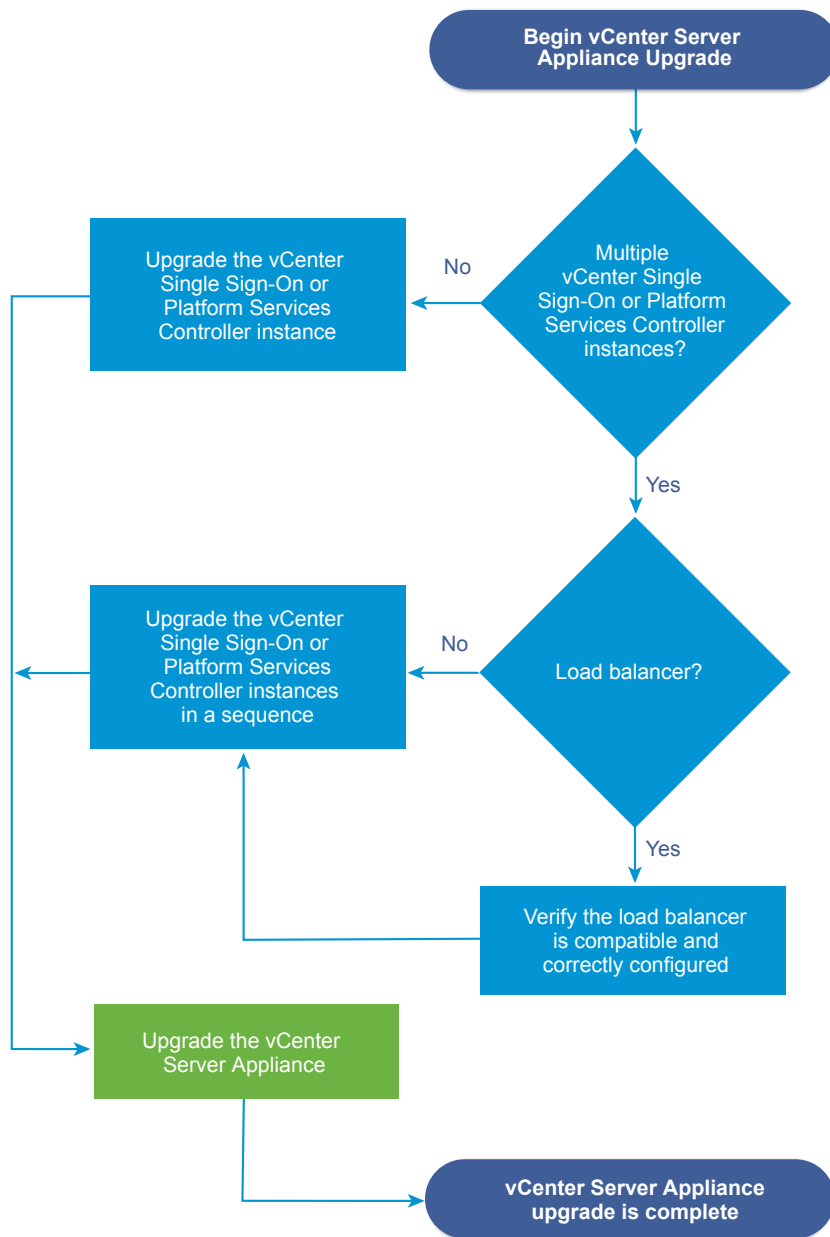 Begin vCenter Server
Appliance Upgrade
Multiple
vCenter Single
Sign-On or Platform
Services Controller
instances?
No
Upgrade the vCenter
Single Sign-On or
Platform Services
Controller instance
Yes
Load balancer?
No
Upgrade the vCenter
Single Sign-On or
Platform Services
Controller instances
in a sequence
Yes
Verify the load balancer
is compatible and
correctly configured
Upgrade the vCenter
Server Appliance
vCenter Server Appliance
upgrade is complete